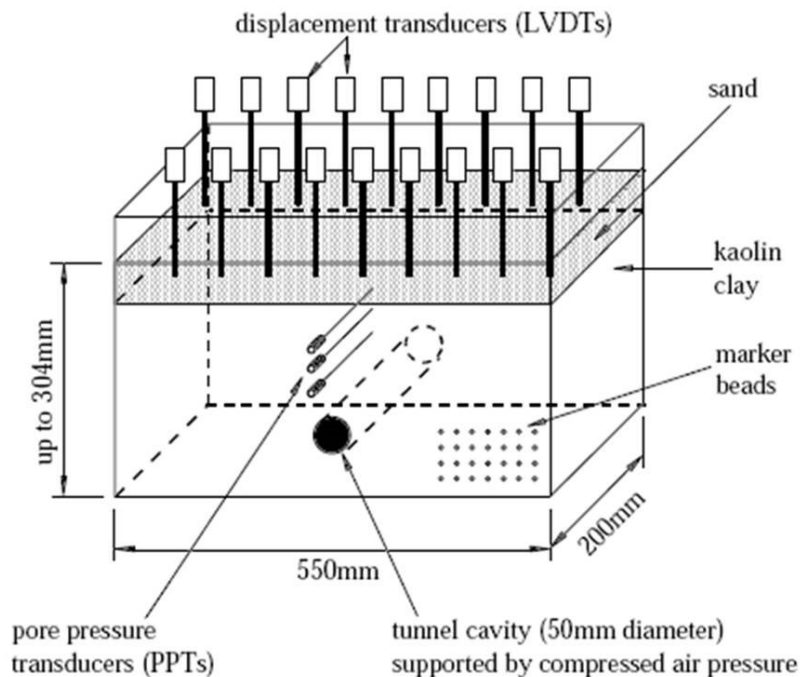 displacement transducers (LVDTs)
sand
kaolin
clay
marker
beads
up to 304mm
200mm
550mm
pore pressure
transducers (PPTs)
tunnel cavity (50mm diameter)
supported by compressed air pressure